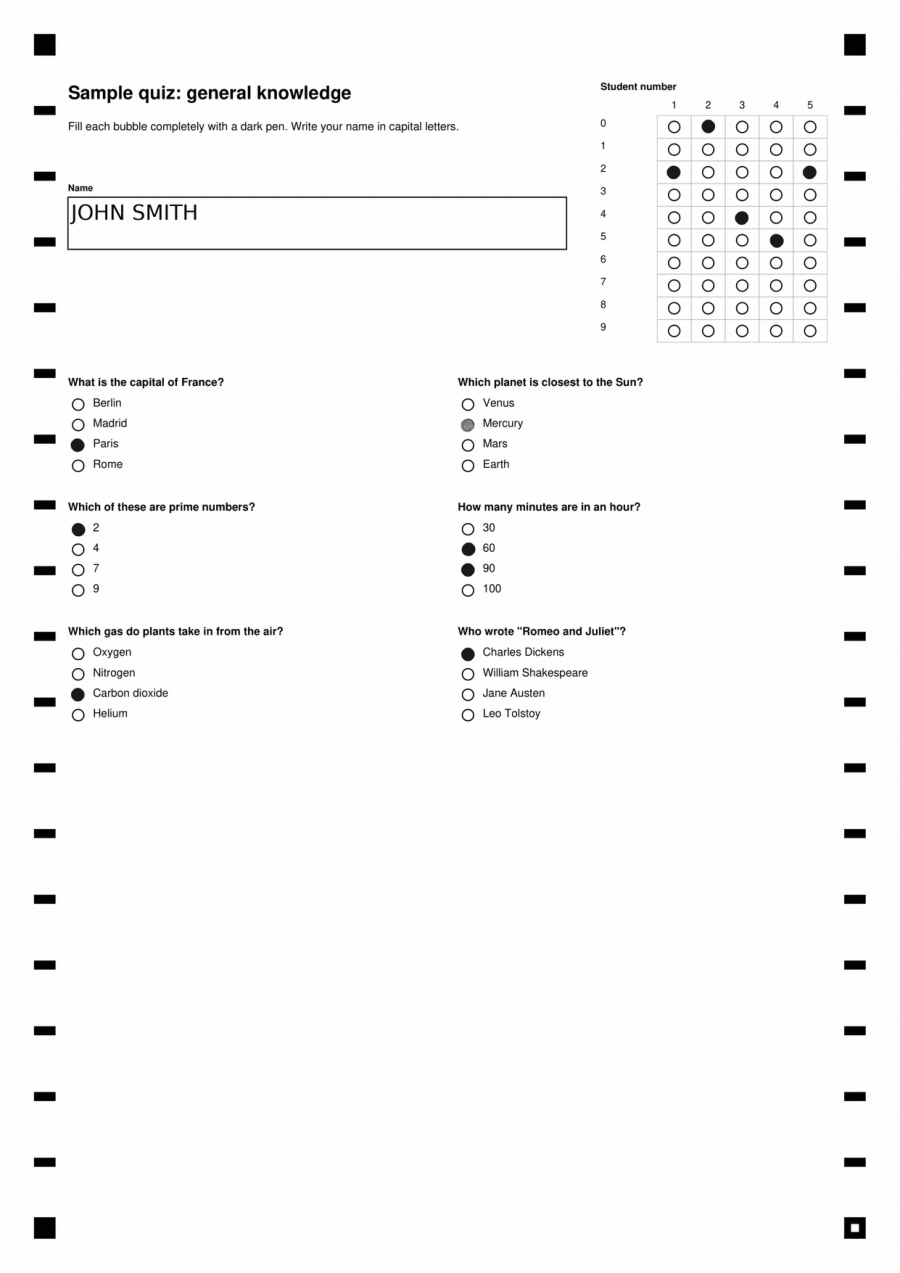 Sample quiz: general knowledge
Fill each bubble completely with a dark pen. Write your name in capital letters.
Name
JOHN SMITH
Student number
1 2 3 4 5
0
1
2
3
4
5
6
7
8
9
What is the capital of France?
Berlin
Madrid
Paris
Rome
Which planet is closest to the Sun?
Venus
Mercury
Mars
Earth
Which of these are prime numbers?
2
4
7
9
How many minutes are in an hour?
30
60
90
100
Which gas do plants take in from the air?
Oxygen
Nitrogen
Carbon dioxide
Helium
Who wrote "Romeo and Juliet"?
Charles Dickens
William Shakespeare
Jane Austen
Leo Tolstoy